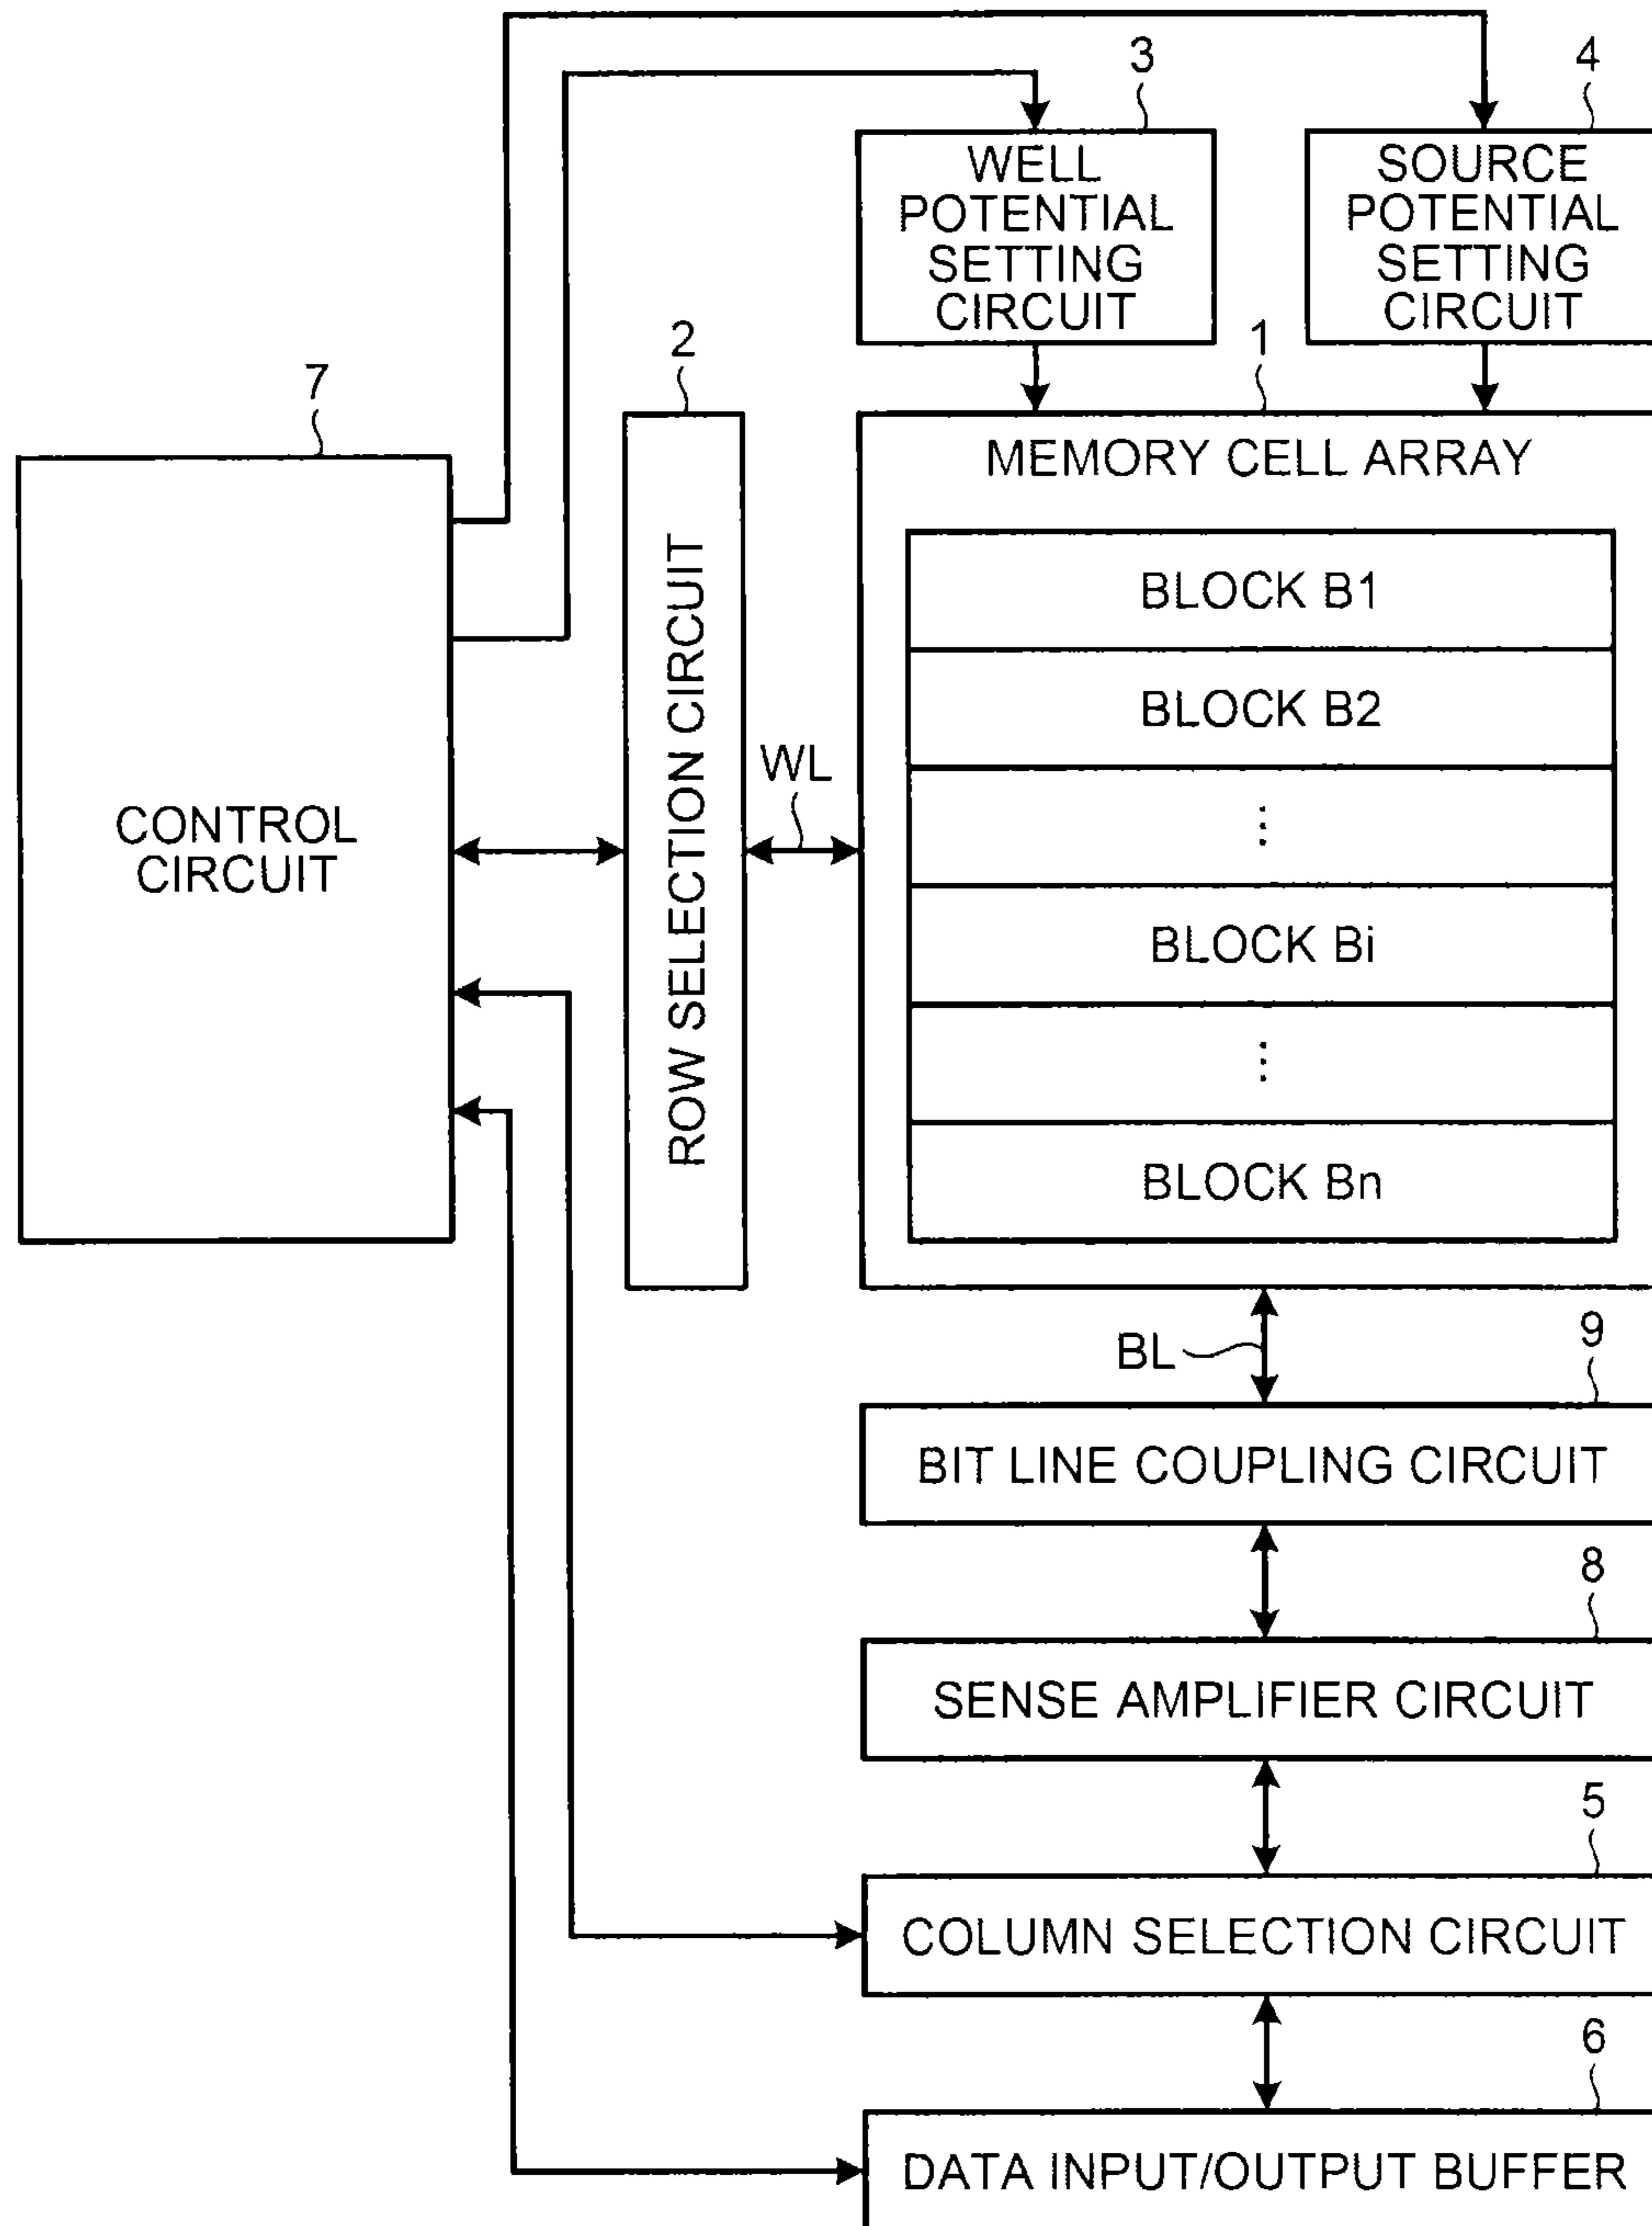 3
4
WELL
POTENTIAL
SETTING
CIRCUIT
SOURCE
POTENTIAL
SETTING
CIRCUIT
7
2
1
CONTROL
CIRCUIT
ROW SELECTION CIRCUIT
WL
MEMORY CELL ARRAY
BLOCK B1
BLOCK B2
⋮
BLOCK Bi
⋮
BLOCK Bn
BL
9
BIT LINE COUPLING CIRCUIT
8
SENSE AMPLIFIER CIRCUIT
5
COLUMN SELECTION CIRCUIT
6
DATA INPUT/OUTPUT BUFFER